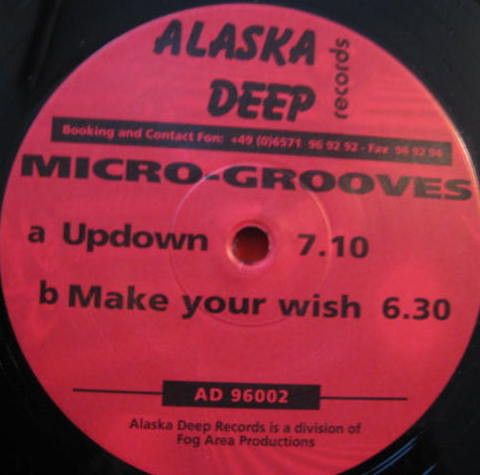 ALASKA
DEEP
records
Booking and Contact Fon: +49 (0)6571 96 92 92 - Fax 96 92 94
MICRO-GROOVES
a Updown 7.10
b Make your wish 6.30
AD 96002
Alaska Deep Records is a division of
Fog Area Productions